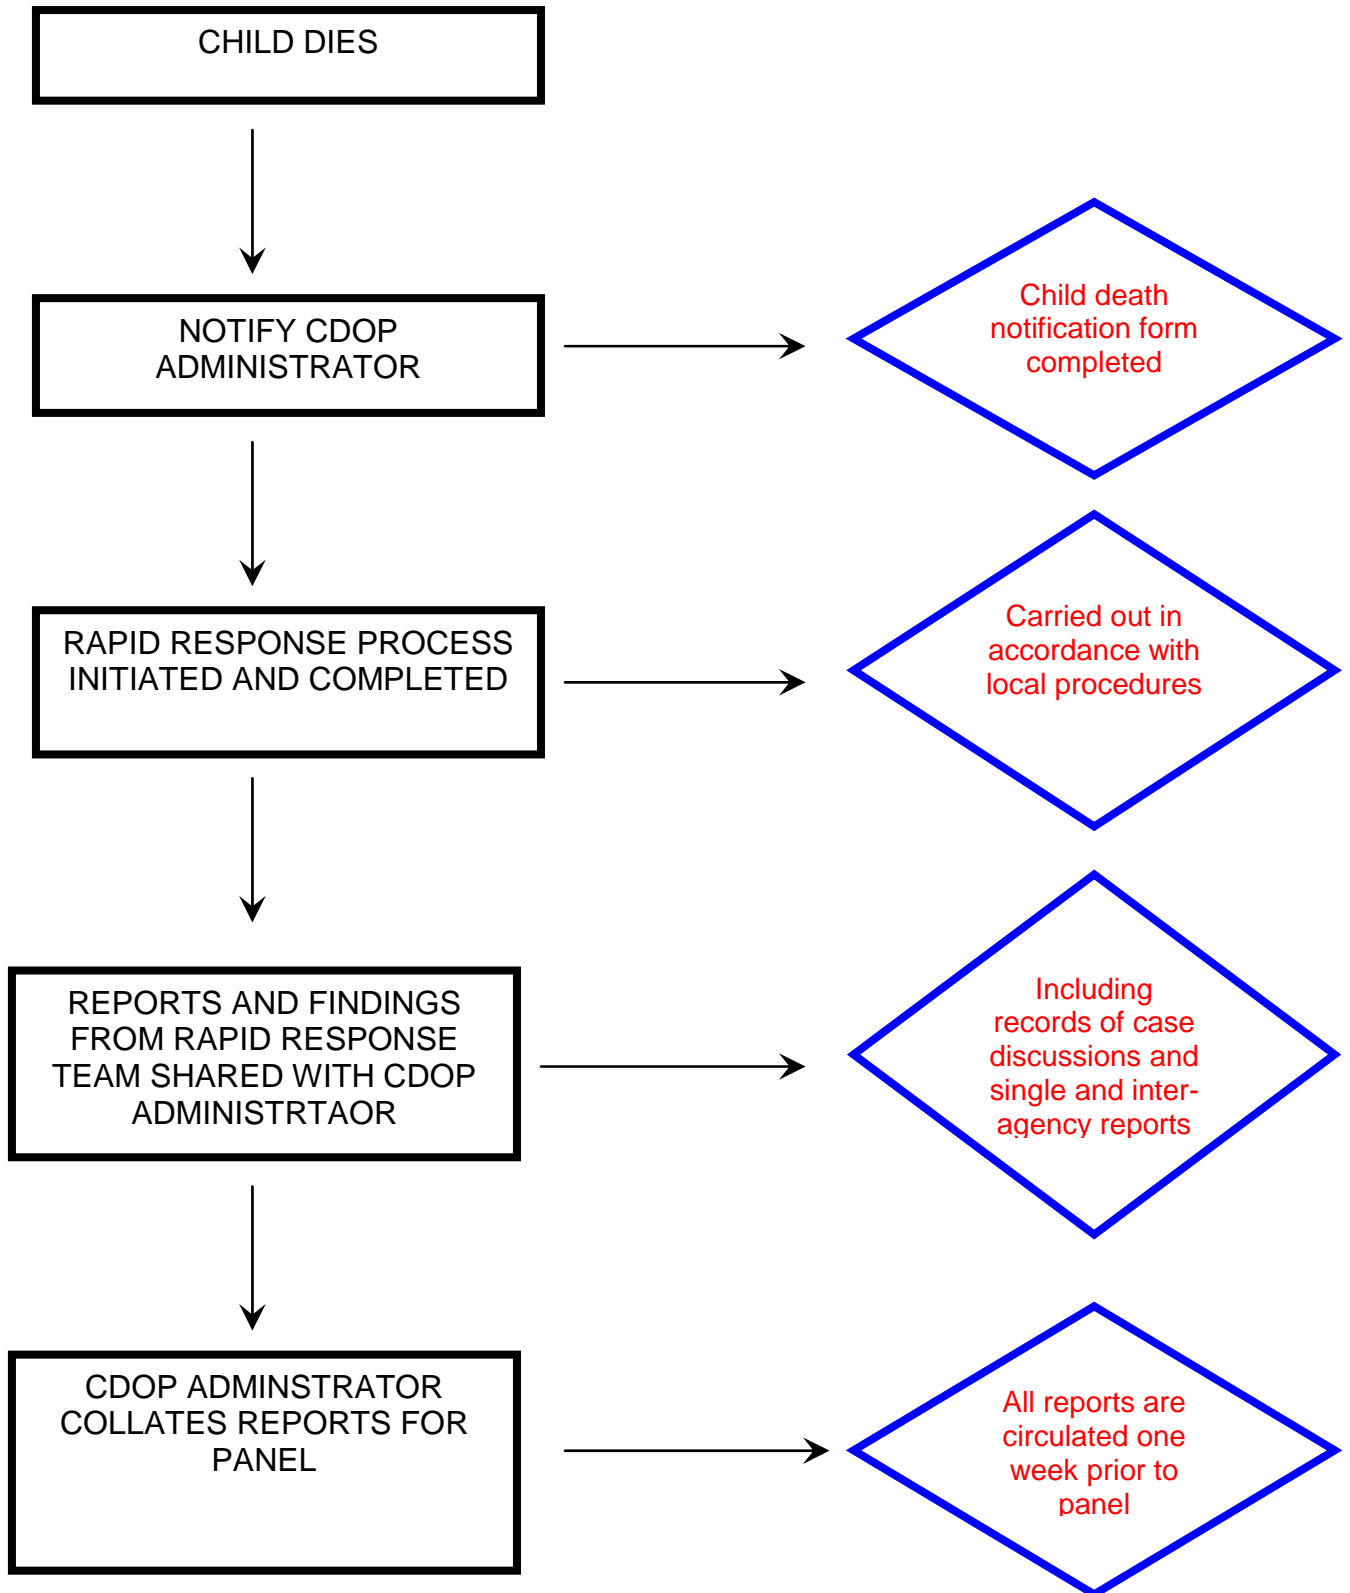 CHILD DIES
NOTIFY CDOP
ADMINISTRATOR
Child death
notification form
completed
RAPID RESPONSE PROCESS
INITIATED AND COMPLETED
Carried out in
accordance with
local procedures
REPORTS AND FINDINGS
FROM RAPID RESPONSE
TEAM SHARED WITH CDOP
ADMINISTRTAOR
Including
records of case
discussions and
single and inter-
agency reports
CDOP ADMINSTRATOR
COLLATES REPORTS FOR
PANEL
All reports are
circulated one
week prior to
panel